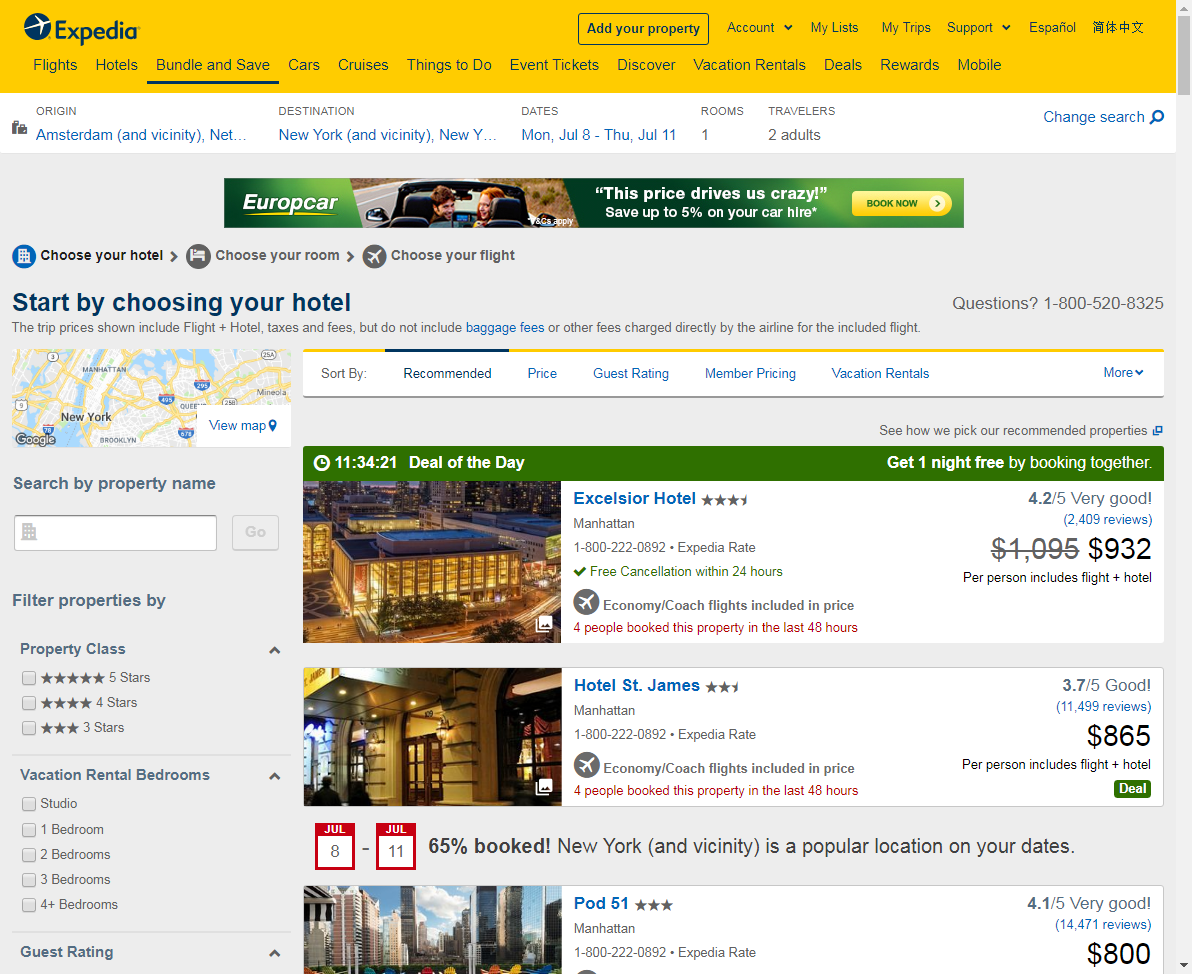 Expedia
Add your property
Account
My Lists
My Trips
Support
Español
简体中文
Flights
Hotels
Bundle and Save
Cars
Cruises
Things to Do
Event Tickets
Discover
Vacation Rentals
Deals
Rewards
Mobile
ORIGIN
Amsterdam (and vicinity), Net...
DESTINATION
New York (and vicinity), New Y...
DATES
Mon, Jul 8 - Thu, Jul 11
ROOMS
1
TRAVELERS
2 adults
Change search
Europcar
T&Cs apply
“This price drives us crazy!”
Save up to 5% on your car hire*
BOOK NOW
Choose your hotel
Choose your room
Choose your flight
Start by choosing your hotel
Questions? 1-800-520-8325
The trip prices shown include Flight + Hotel, taxes and fees, but do not include baggage fees or other fees charged directly by the airline for the included flight.
3
25A
MANHATTAN
295
Mineola
9
495
QUEE
25B
New York
78
678
Google
BROOKLYN
View map
Sort By:
Recommended
Price
Guest Rating
Member Pricing
Vacation Rentals
More
See how we pick our recommended properties
Search by property name
Go
Filter properties by
Property Class
5 Stars
4 Stars
3 Stars
Vacation Rental Bedrooms
Studio
1 Bedroom
2 Bedrooms
3 Bedrooms
4+ Bedrooms
Guest Rating
11:34:21 Deal of the Day
Get 1 night free by booking together.
Excelsior Hotel
Manhattan
1-800-222-0892 • Expedia Rate
Free Cancellation within 24 hours
Economy/Coach flights included in price
4 people booked this property in the last 48 hours
4.2/5 Very good!
(2,409 reviews)
$1,095 $932
Per person includes flight + hotel
Hotel St. James
Manhattan
1-800-222-0892 • Expedia Rate
Economy/Coach flights included in price
4 people booked this property in the last 48 hours
3.7/5 Good!
(11,499 reviews)
$865
Per person includes flight + hotel
Deal
JUL
8
-
JUL
11
65% booked! New York (and vicinity) is a popular location on your dates.
Pod 51
Manhattan
1-800-222-0892 • Expedia Rate
4.1/5 Very good!
(14,471 reviews)
$800